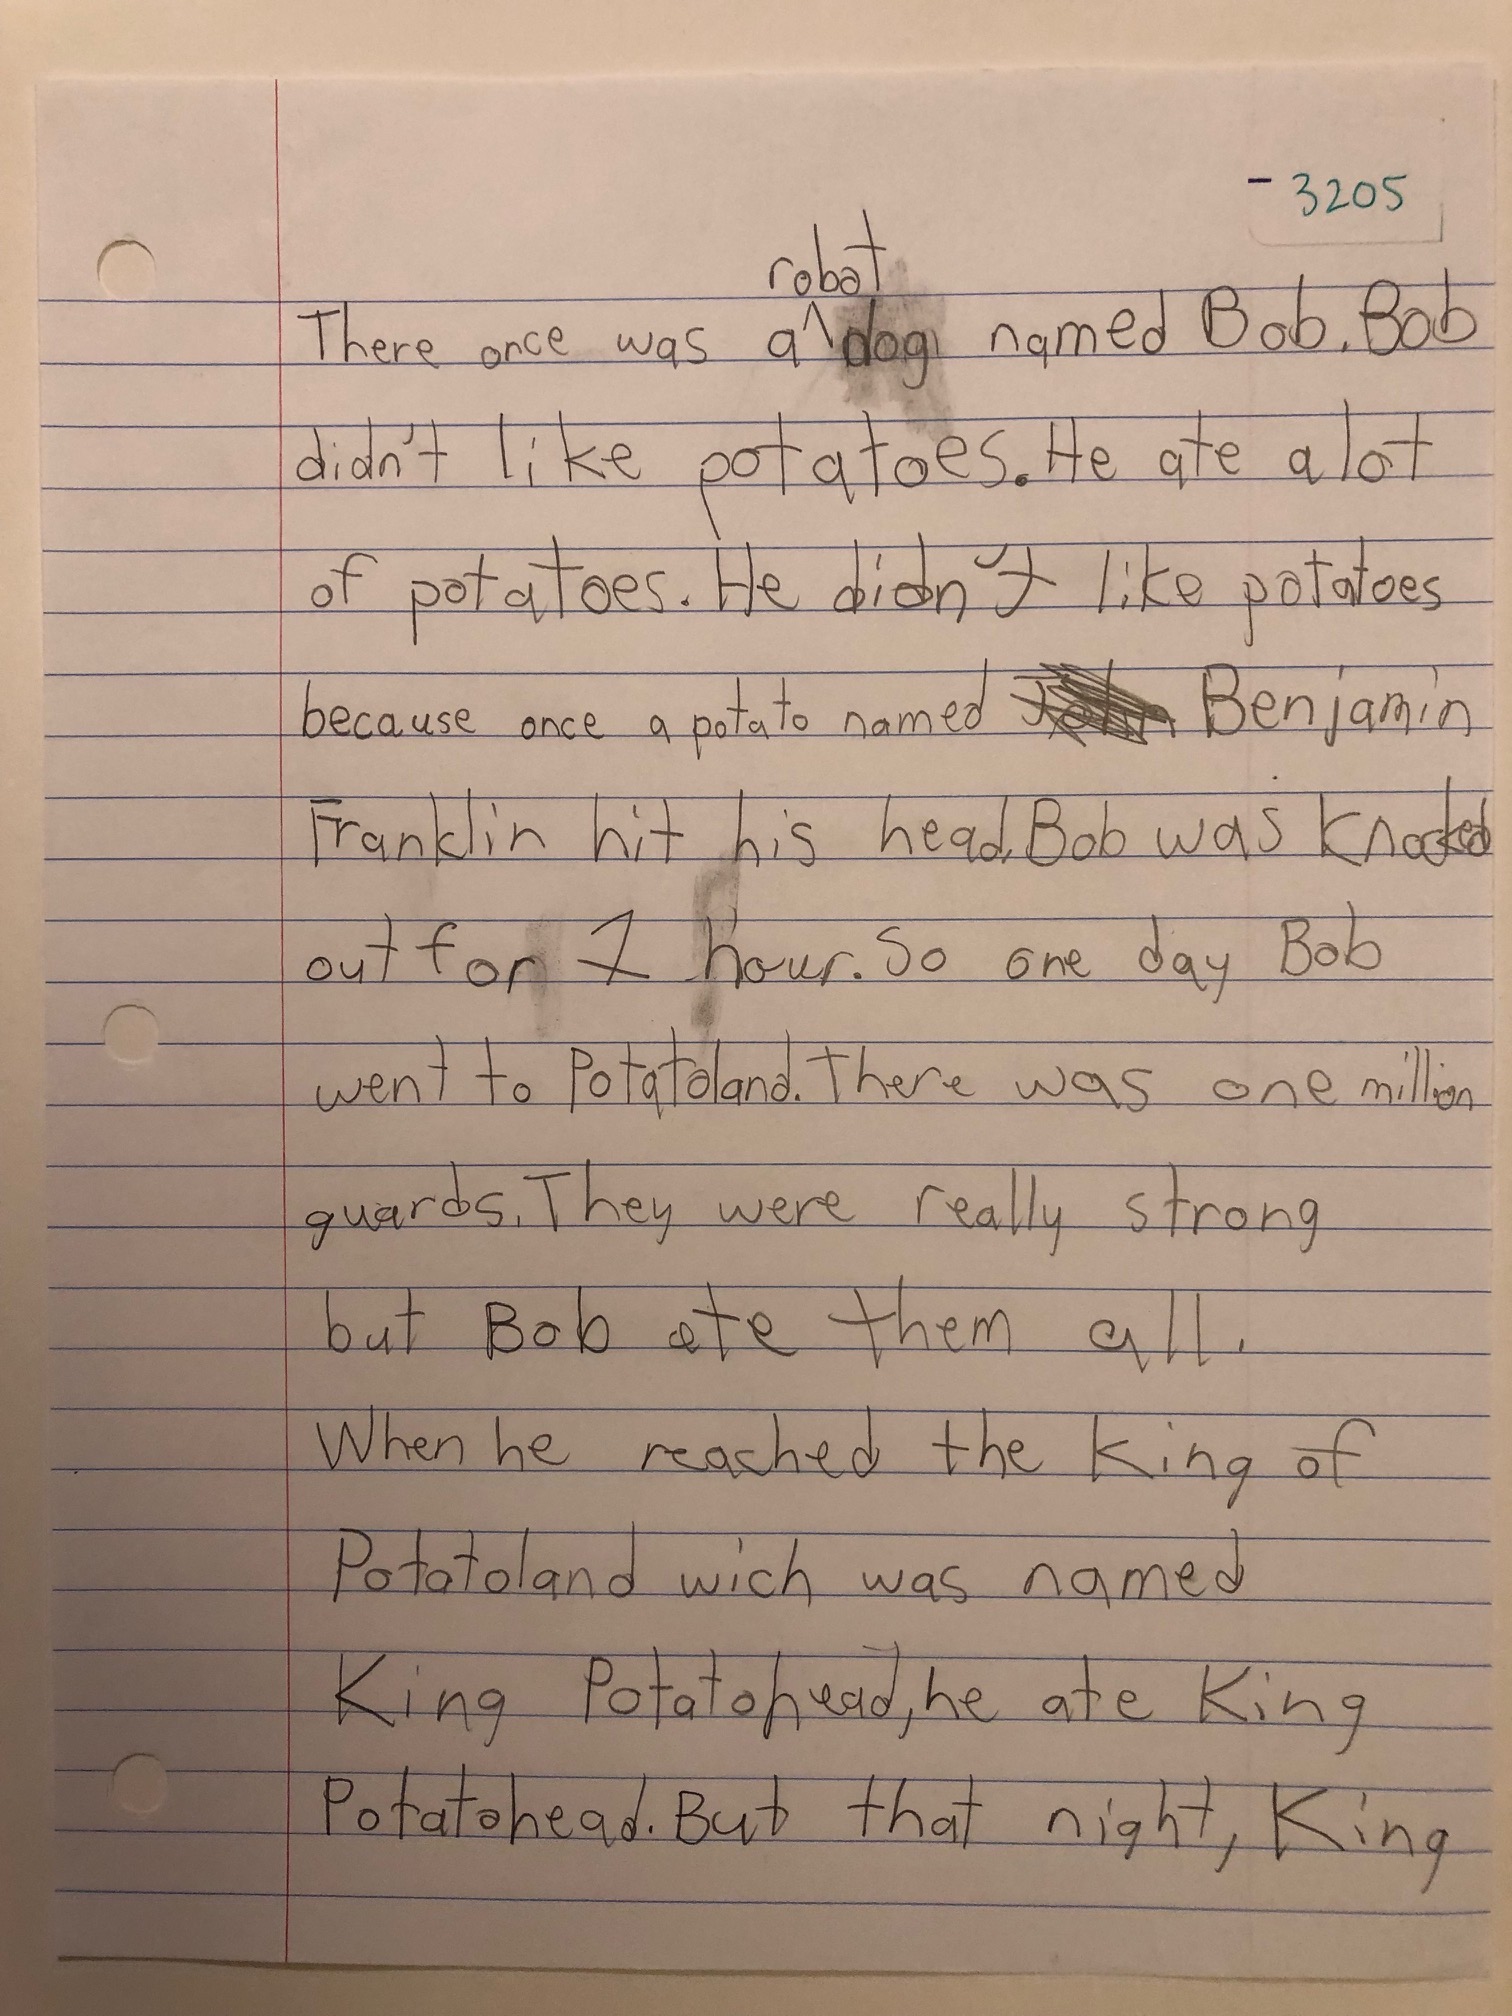 - 3205
robot
There once was a ^ dog named Bob. Bob
didn't like potatoes. He ate alot
of potatoes. He didn't like potatoes
because once a potato named Benjamin
Franklin hit his head. Bob was knocked
out for 1 hour. So one day Bob
went to Potatoland. There was one million
guards. They were really strong
but Bob ate them all.
When he reached the King of
Potatoland wich was named
King Potatohead, he ate King
Potatohead. But that night, King